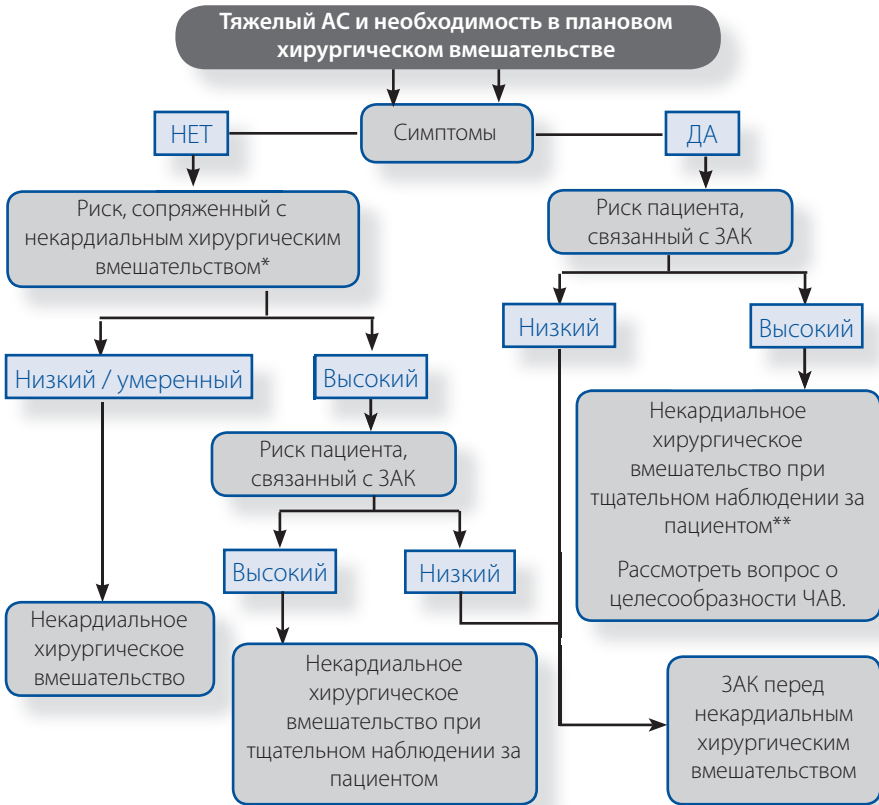 Тяжелый АС и необходимость в плановом
хирургическом вмешательстве
НЕТ
Симптомы
ДА
Риск, сопряженный с
некардиальным хирургическим
вмешательством*
Риск пациента,
связанный с ЗАК
Низкий
Высокий
Низкий / умеренный
Высокий
Риск пациента,
связанный с ЗАК
Некардиальное
хирургическое
вмешательство при
тщательном наблюдении за
пациентом**
Рассмотреть вопрос о
целесообразности ЧАВ.
Высокий
Низкий
Некардиальное
хирургическое
вмешательство
Некардиальное
хирургическое
вмешательство при
тщательном наблюдении за
пациентом
ЗАК перед
некардиальным
хирургическим
вмешательством